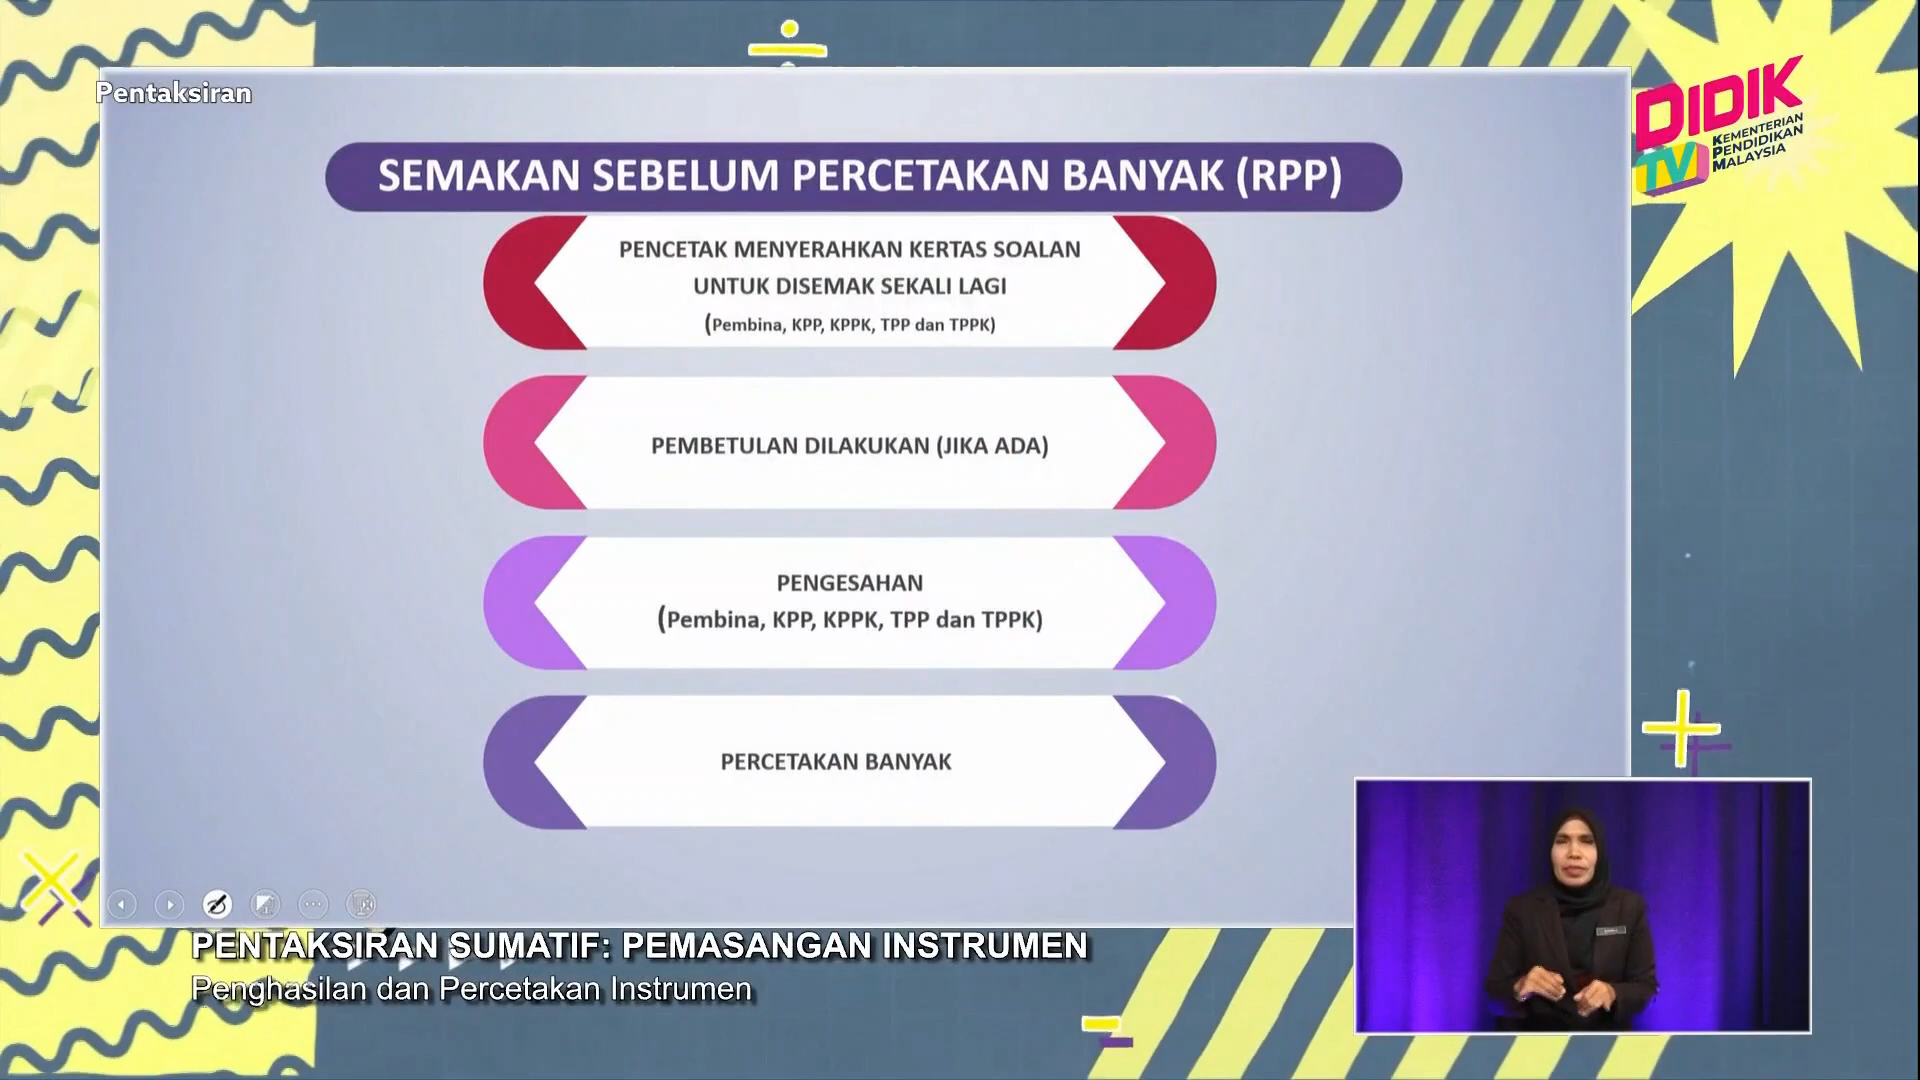 Pentaksiran
DIDIK
TV
KEMENTERIAN
PENDIDIKAN
MALAYSIA
SEMAKAN SEBELUM PERCETAKAN BANYAK (RPP)
PENCETAK MENYERAHKAN KERTAS SOALAN
UNTUK DISEMAK SEKALI LAGI
(Pembina, KPP, KPPK, TPP dan TPPK)
PEMBETULAN DILAKUKAN (JIKA ADA)
PENGESAHAN
(Pembina, KPP, KPPK, TPP dan TPPK)
PERCETAKAN BANYAK
PENTAKSIRAN SUMATIF: PEMASANGAN INSTRUMEN
Penghasilan dan Percetakan Instrumen